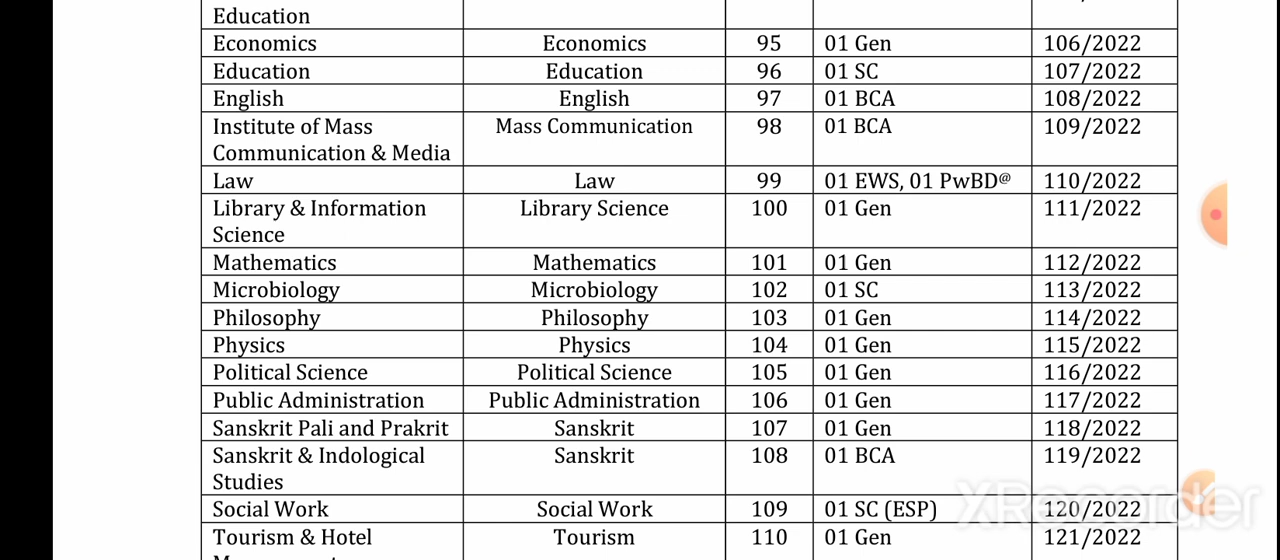 Education
Economics Economics 95 01 Gen 106/2022
Education Education 96 01 SC 107/2022
English English 97 01 BCA 108/2022
Institute of Mass Mass Communication 98 01 BCA 109/2022
Communication & Media
Law Law 99 01 EWS, 01 PwBD@ 110/2022
Library & Information Library Science 100 01 Gen 111/2022
Science
Mathematics Mathematics 101 01 Gen 112/2022
Microbiology Microbiology 102 01 SC 113/2022
Philosophy Philosophy 103 01 Gen 114/2022
Physics Physics 104 01 Gen 115/2022
Political Science Political Science 105 01 Gen 116/2022
Public Administration Public Administration 106 01 Gen 117/2022
Sanskrit Pali and Prakrit Sanskrit 107 01 Gen 118/2022
Sanskrit & Indological Sanskrit 108 01 BCA 119/2022
Studies
Social Work Social Work 109 01 SC (ESP) 120/2022
Tourism & Hotel Tourism 110 01 Gen 121/2022
XRecorder